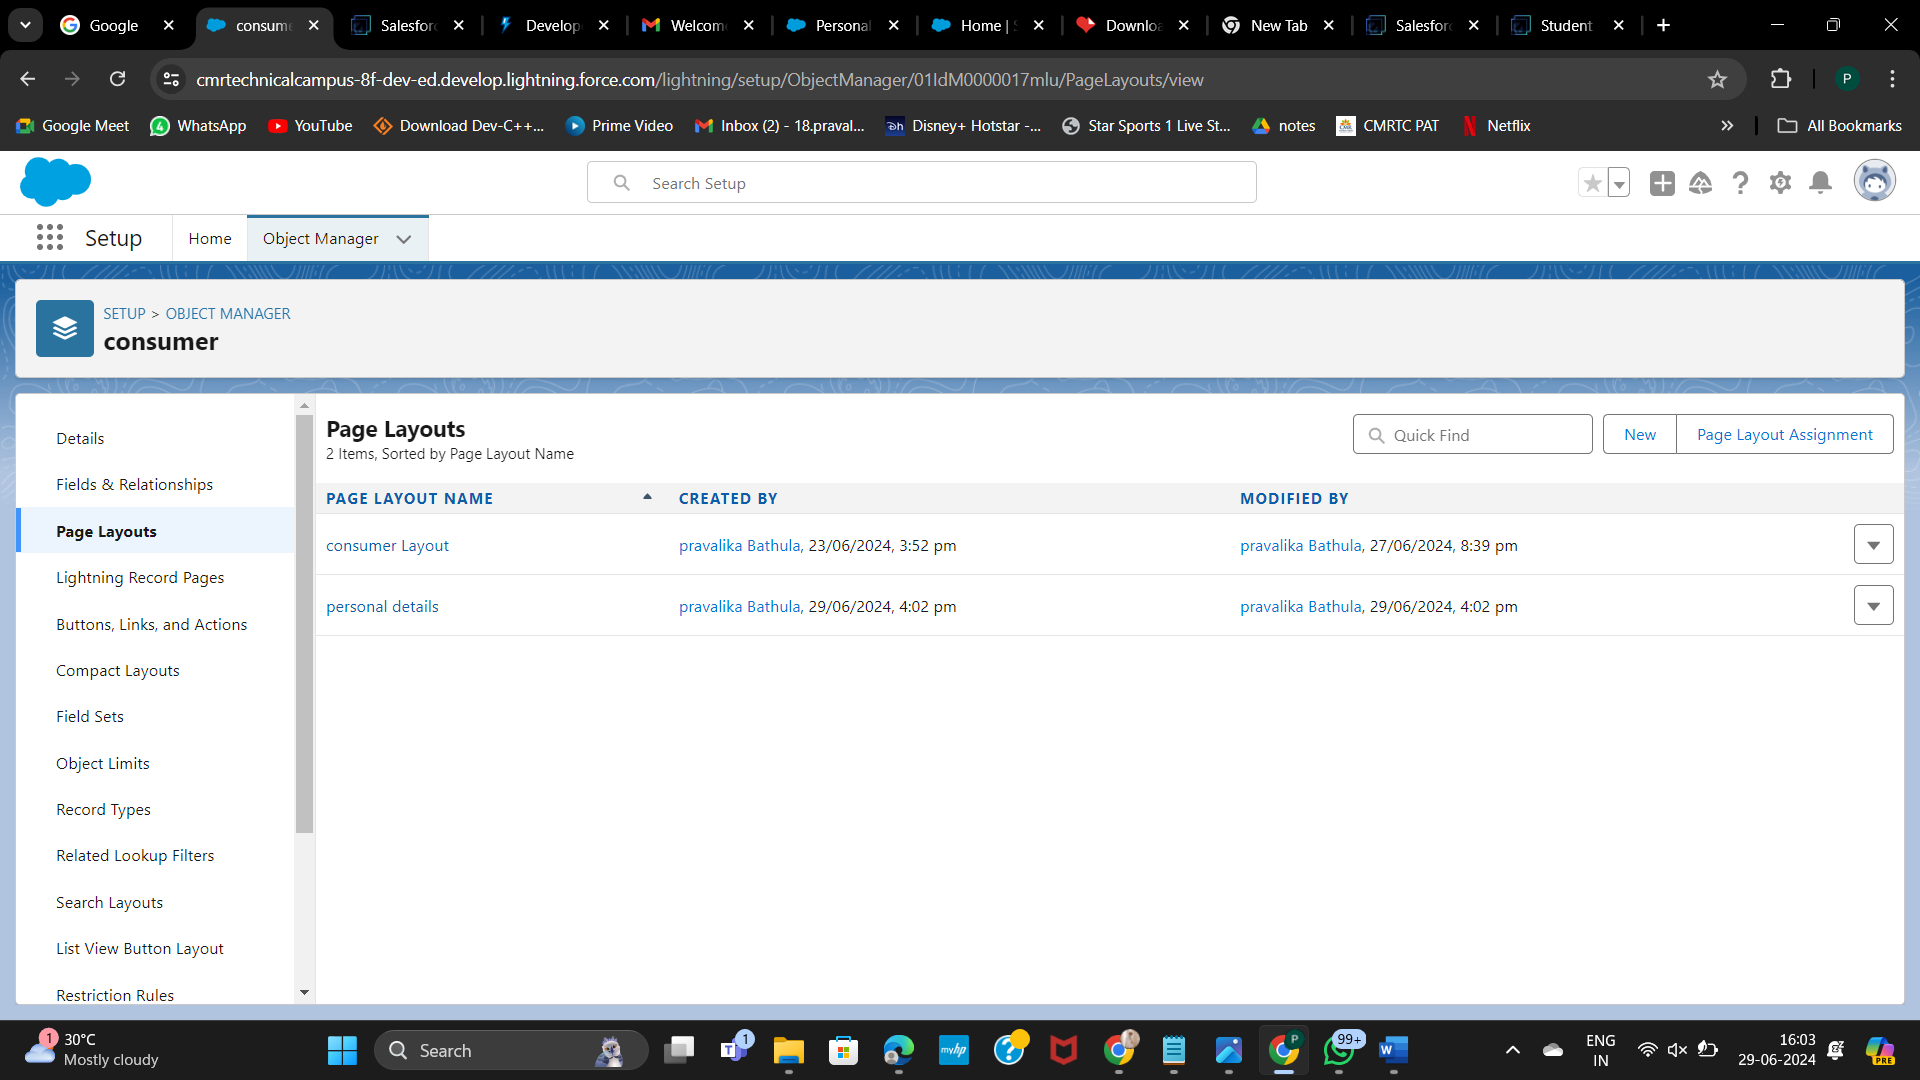 Google
consume
Salesforc
Develop
Welcom
Personal
Home | S
Downloa
New Tab
Salesforc
Student
cmrtechnicalcampus-8f-dev-ed.develop.lightning.force.com/lightning/setup/ObjectManager/01IdM0000017mlu/PageLayouts/view
P
Google Meet
WhatsApp
YouTube
Download Dev-C++...
Prime Video
Inbox (2) - 18.praval...
Disney+ Hotstar -...
Star Sports 1 Live St...
notes
CMRTC PAT
Netflix
All Bookmarks
Search Setup
Setup
Home
Object Manager
SETUP > OBJECT MANAGER
consumer
Details
Fields & Relationships
Page Layouts
Lightning Record Pages
Buttons, Links, and Actions
Compact Layouts
Field Sets
Object Limits
Record Types
Related Lookup Filters
Search Layouts
List View Button Layout
Restriction Rules
Page Layouts
2 Items, Sorted by Page Layout Name
Quick Find
New
Page Layout Assignment
PAGE LAYOUT NAME CREATED BY MODIFIED BY
consumer Layout pravalika Bathula, 23/06/2024, 3:52 pm pravalika Bathula, 27/06/2024, 8:39 pm
personal details pravalika Bathula, 29/06/2024, 4:02 pm pravalika Bathula, 29/06/2024, 4:02 pm
1
30°C
Mostly cloudy
Search
1
myhp
P
99+
W
ENG
IN
16:03
29-06-2024
PRE